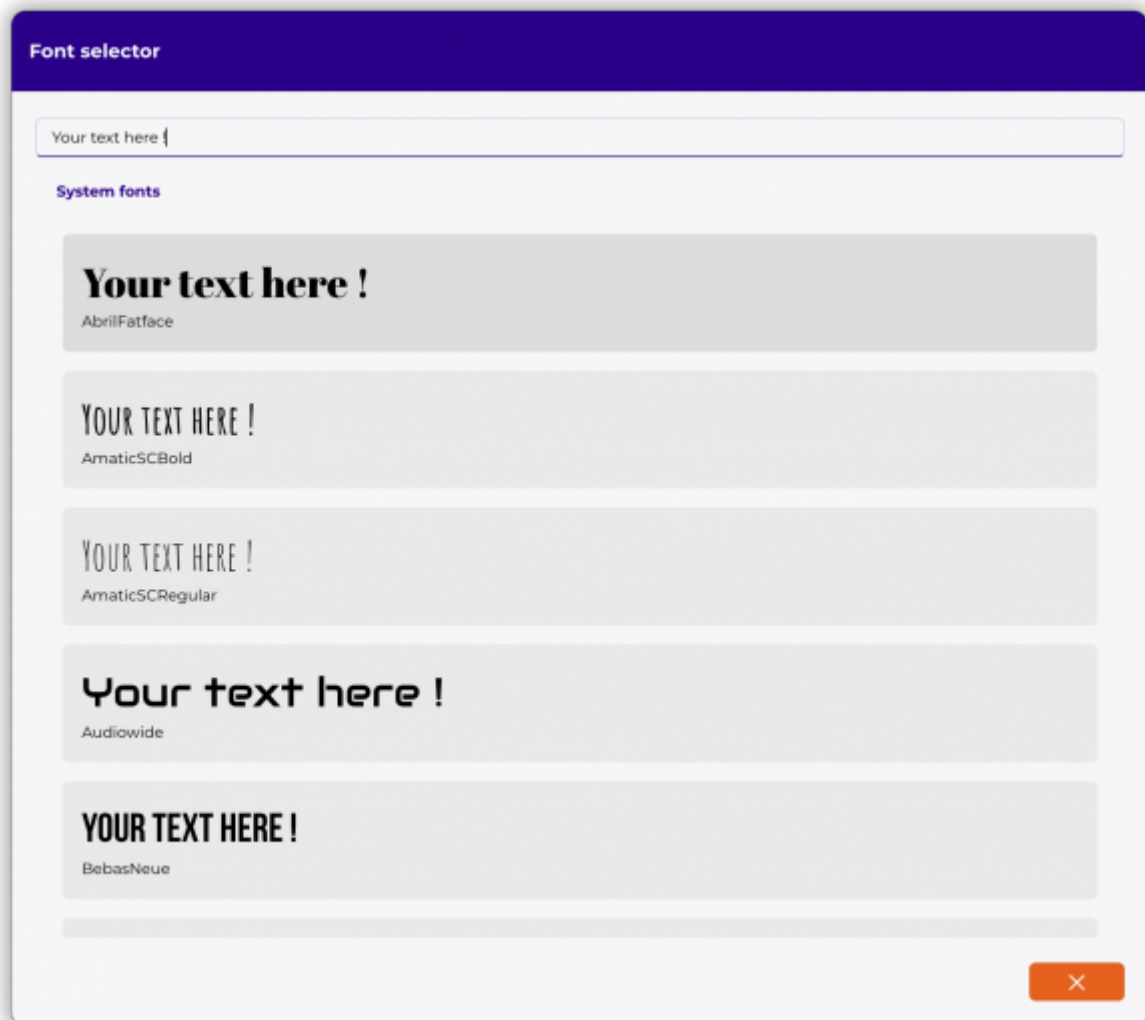 Font selector
Your text here !
System fonts
Your text here !
AbrilFatface
Your text here !
AmaticSCBold
Your text here !
AmaticSCRegular
Your text here !
Audiowide
YOUR TEXT HERE !
BebasNeue